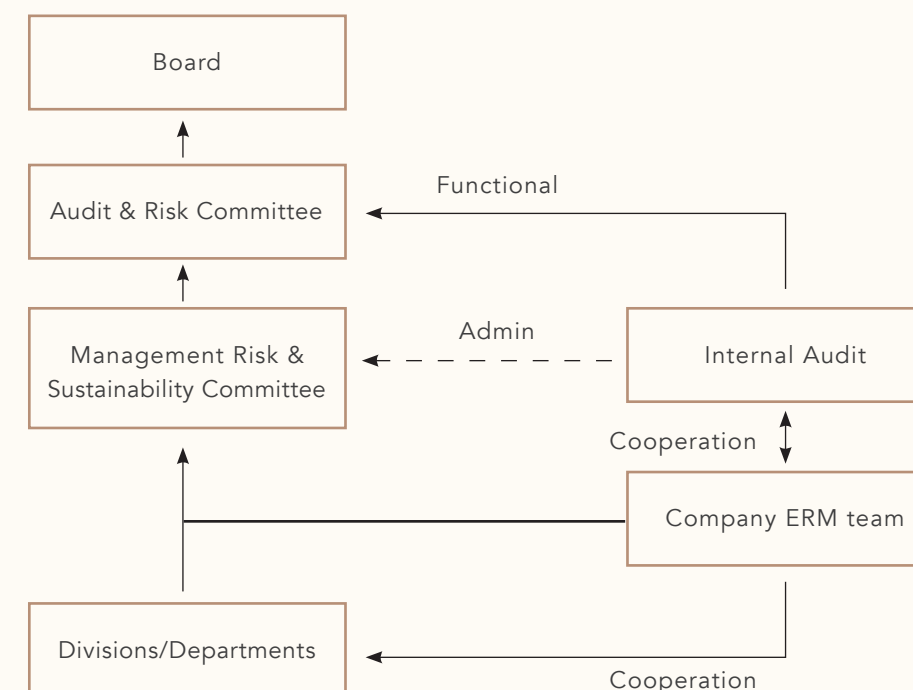 Board
Functional
Audit & Risk Committee
Admin
Management Risk &
Sustainability Committee
Internal Audit
Cooperation
Company ERM team
Divisions/Departments
Cooperation